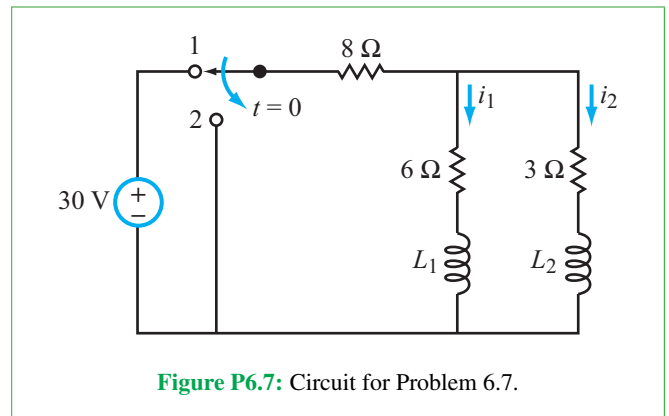 1
8 Ω
i1
i2
t = 0
2
6 Ω
3 Ω
30 V
+
−
L1
L2
Figure P6.7: Circuit for Problem 6.7.